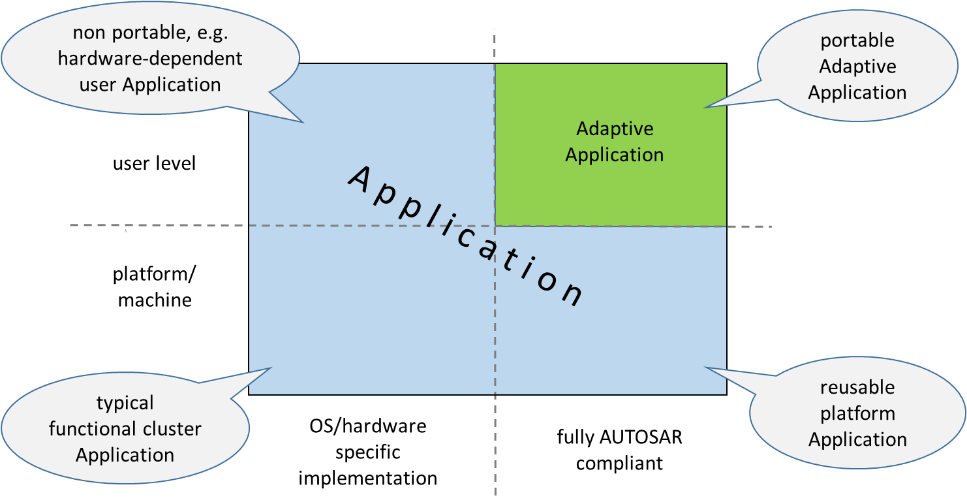 non portable, e.g.
hardware-dependent
user Application
portable
Adaptive
Application
Adaptive
Application
user level
Application
platform/
machine
typical
functional cluster
Application
reusable
platform
Application
OS/hardware
specific
implementation
fully AUTOSAR
compliant